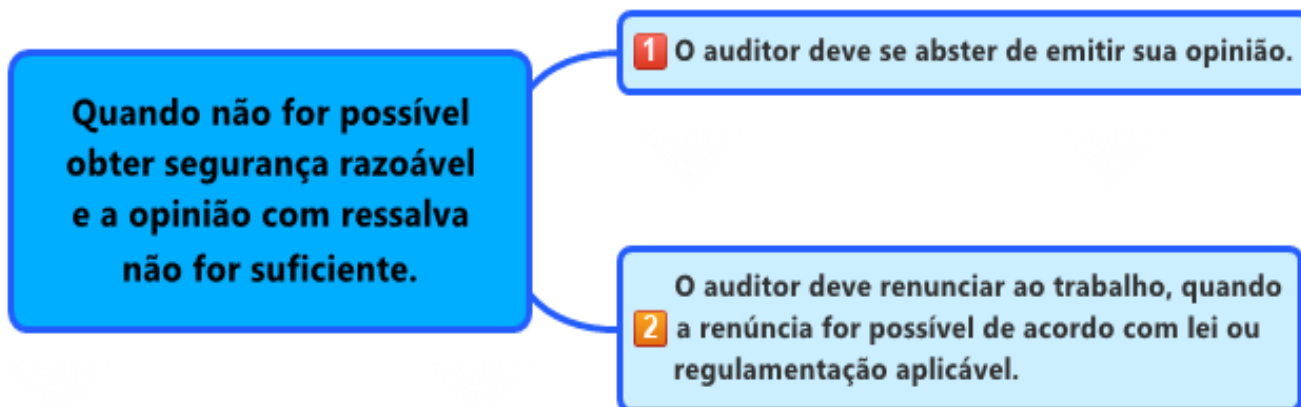 Quando não for possível
obter segurança razoável
e a opinião com ressalva
não for suficiente.
1 O auditor deve se abster de emitir sua opinião.
O auditor deve renunciar ao trabalho, quando
2 a renúncia for possível de acordo com lei ou
regulamentação aplicável.